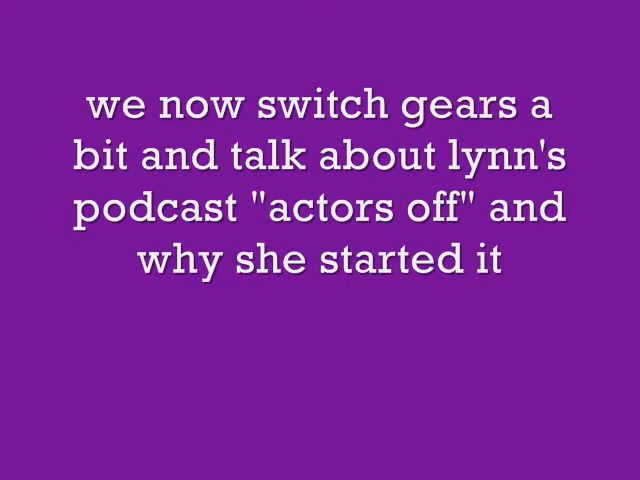 we now switch gears a
bit and talk about lynn's
podcast "actors off" and
why she started it